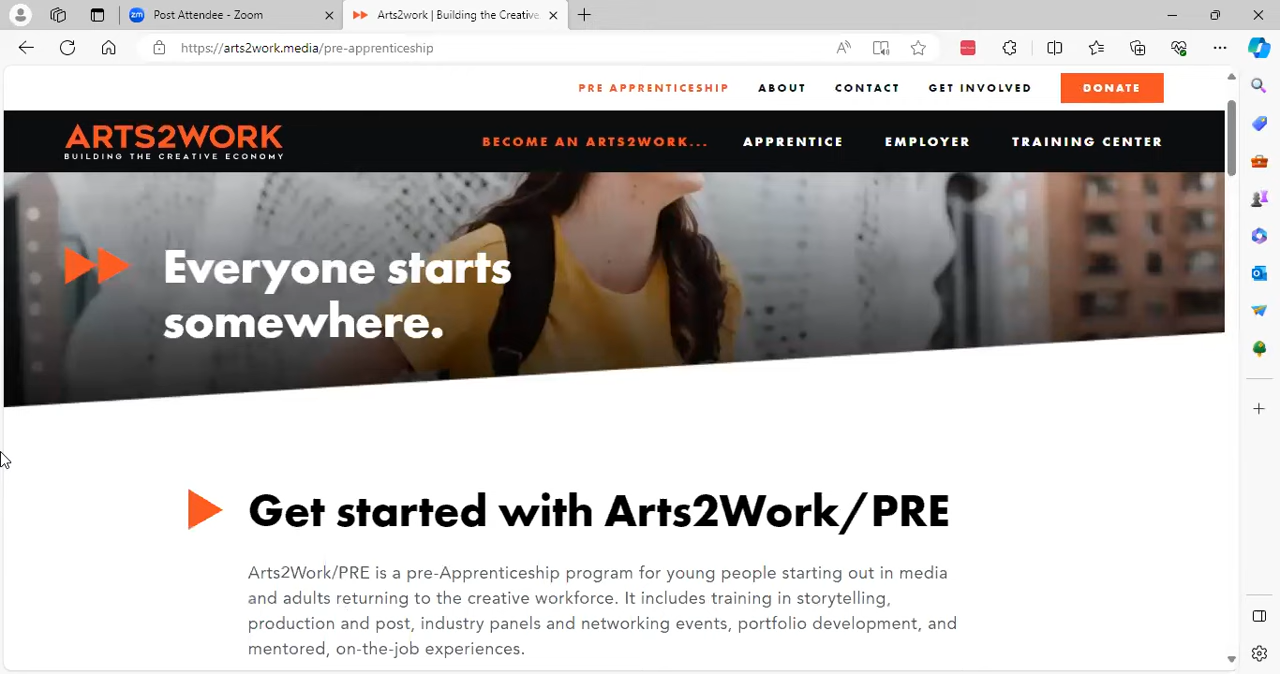 zm Post Attendee - Zoom
Arts2work | Building the Creative
https://arts2work.media/pre-apprenticeship
PRE APPRENTICESHIP ABOUT CONTACT GET INVOLVED DONATE
ARTS2WORK
BUILDING THE CREATIVE ECONOMY
BECOME AN ARTS2WORK... APPRENTICE EMPLOYER TRAINING CENTER
Everyone starts
somewhere.
Get started with Arts2Work/PRE
Arts2Work/PRE is a pre-Apprenticeship program for young people starting out in media
and adults returning to the creative workforce. It includes training in storytelling,
production and post, industry panels and networking events, portfolio development, and
mentored, on-the-job experiences.